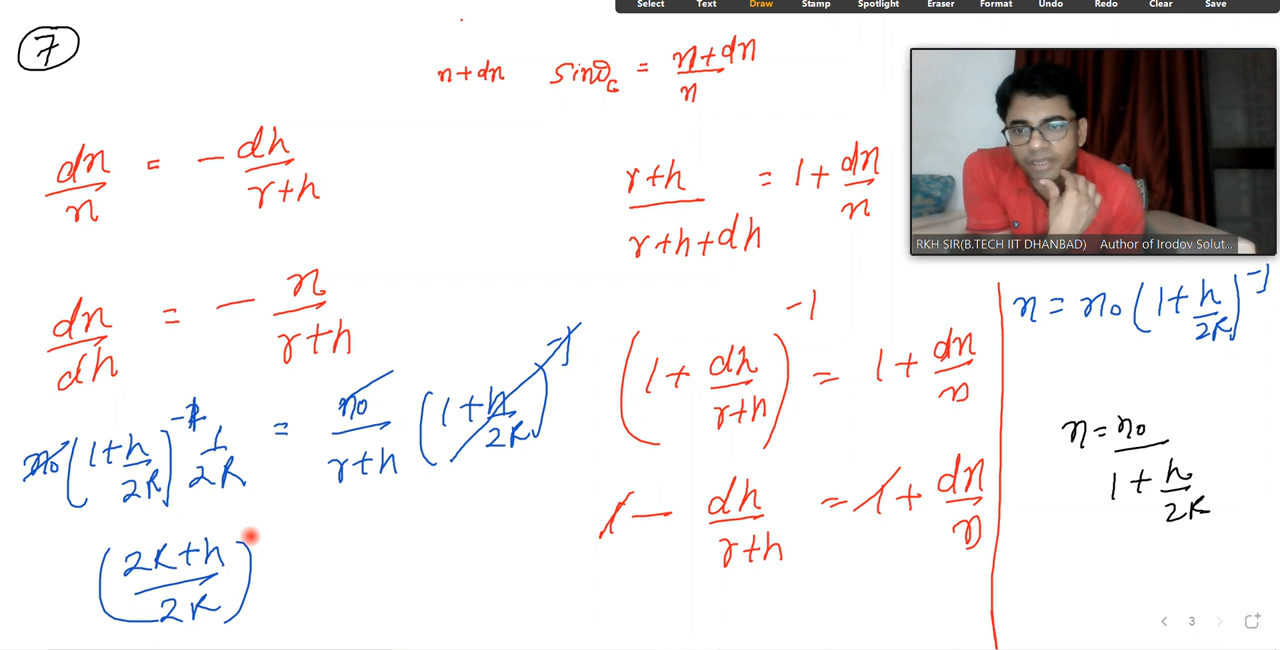 Select Text Draw Stamp Spotlight Eraser Format Undo Redo Clear Save
7
n+dn sinθc = n+dn/n
dn/n = - dh/r+h
r+h/r+h+dh = 1+ dn/n
RKH SIR(B.TECH IIT DHANBAD) Author of Irodov Solut...
dn/dh = - n/r+h
(1+ dh/r+h)^-1 = 1+ dn/n
n = n0 (1+ h/2R)^-1
n0 (1+ h/2R)^-1 1/2R = n0/r+h (1+ h/2R)^-1
n = n0/1+ h/2R
1 - dh/r+h = 1+ dn/n
(2R+h/2R)
3